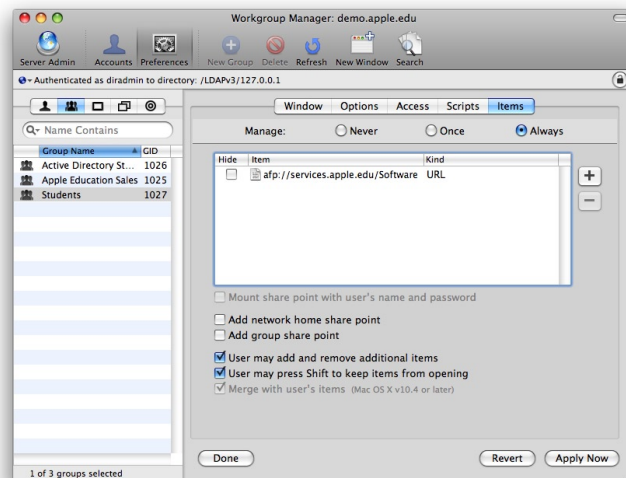 Workgroup Manager: demo.apple.edu
Server Admin Accounts Preferences New Group Delete Refresh New Window Search
Authenticated as diradmin to directory: /LDAPv3/127.0.0.1
Window Options Access Scripts Items
Name Contains
Manage: Never Once Always
Group Name GID
Active Directory St... 1026
Apple Education Sales 1025
Students 1027
Hide Item Kind
afp://services.apple.edu/Software URL
Mount share point with user's name and password
Add network home share point
Add group share point
User may add and remove additional items
User may press Shift to keep items from opening
Merge with user's items (Mac OS X v10.4 or later)
Done Revert Apply Now
1 of 3 groups selected